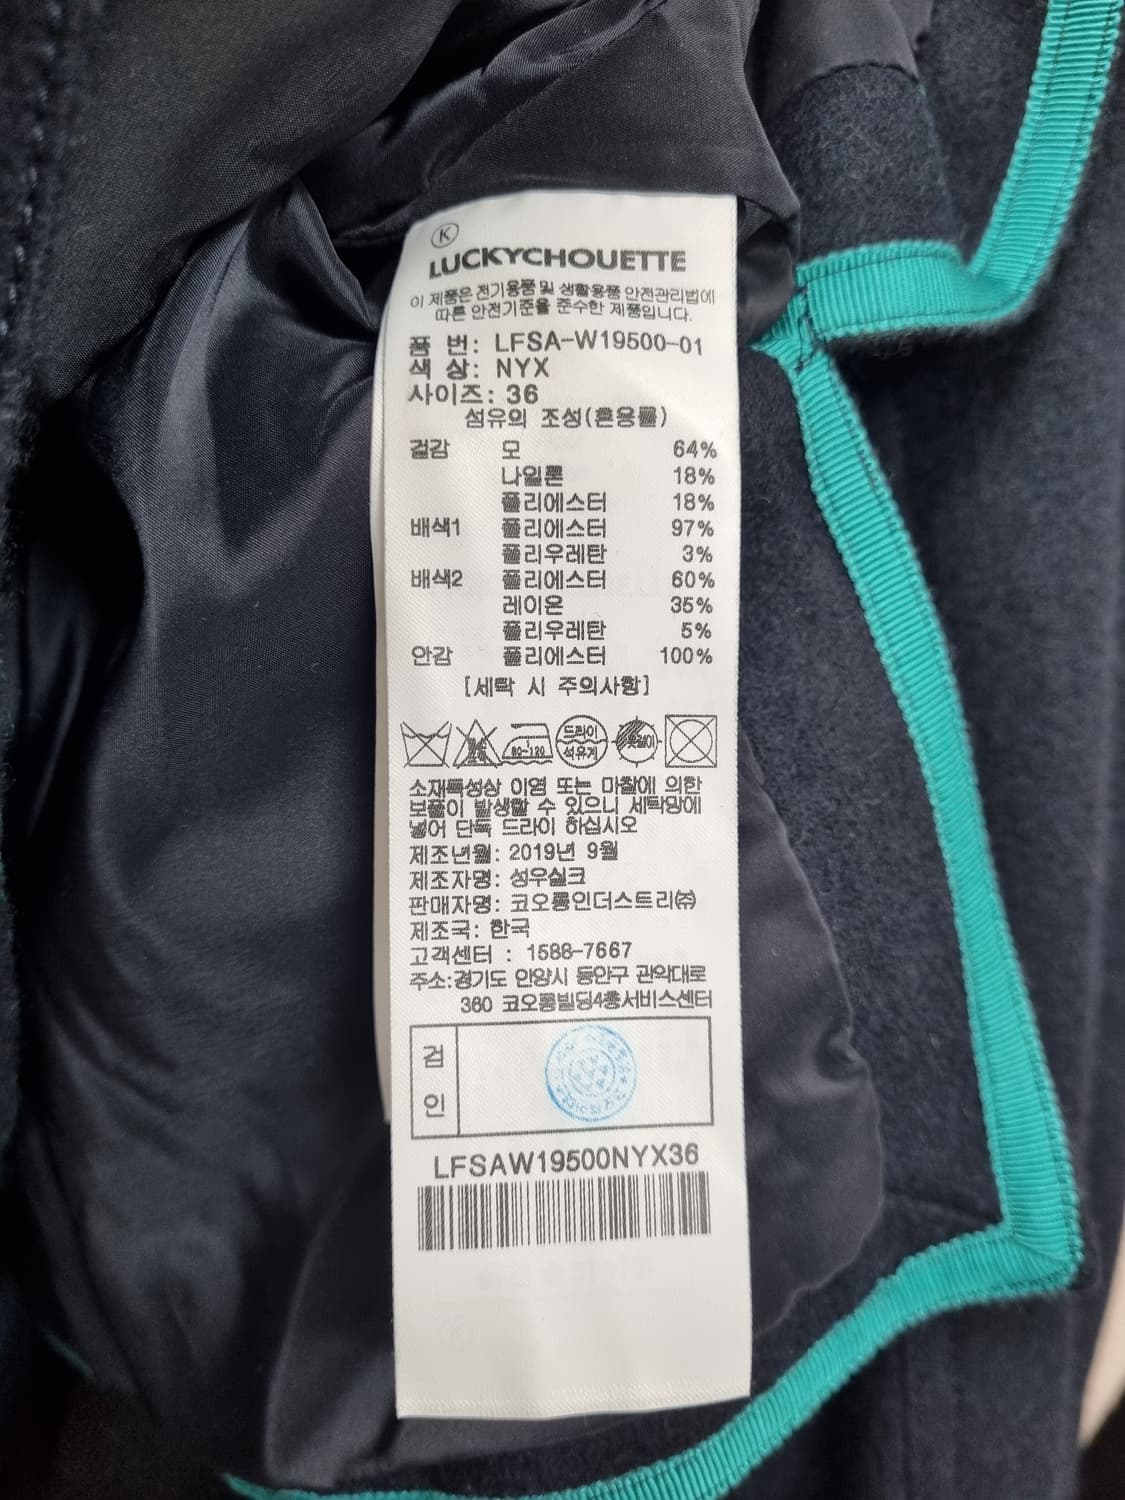 K
LUCKYCHOUETTE
이 제품은 전기용품 및 생활용품 안전관리법에
따른 안전기준을 준수한 제품입니다.
품 번: LFSA-W19500-01
색 상: NYX
사이즈: 36
섬유의 조성(혼용률)
겉감 모 64%
나일론 18%
폴리에스터 18%
배색1 폴리에스터 97%
폴리우레탄 3%
배색2 폴리에스터 60%
레이온 35%
폴리우레탄 5%
안감 폴리에스터 100%
[세탁 시 주의사항]
80~120 드라이 석유계 옷걸이
소재특성상 이염 또는 마찰에 의한
보풀이 발생할 수 있으니 세탁망에
넣어 단독 드라이 하십시오
제조년월: 2019년 9월
제조자명: 성우실크
판매자명: 코오롱인더스트리㈜
제조국: 한국
고객센터 : 1588-7667
주소:경기도 안양시 동안구 관악대로
360 코오롱빌딩4층서비스센터
검
인
LFSAW19500NYX36